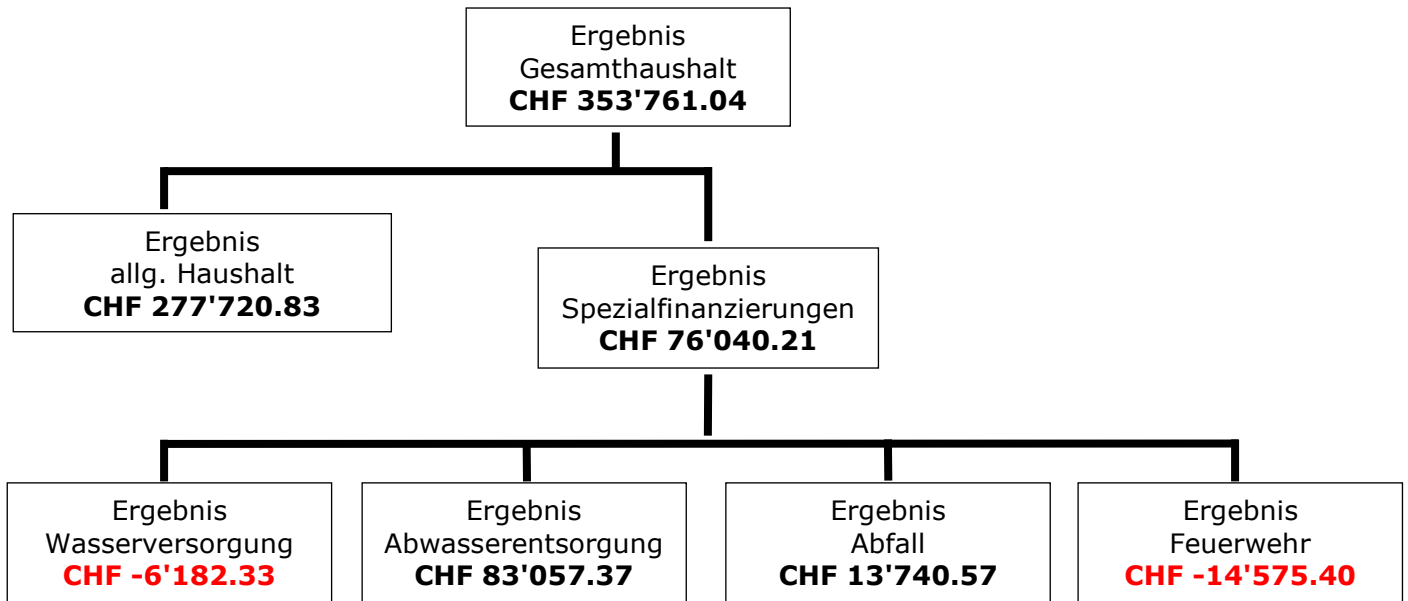 Ergebnis
Gesamthaushalt
CHF 353'761.04
Ergebnis
allg. Haushalt
CHF 277'720.83
Ergebnis
Spezialfinanzierungen
CHF 76'040.21
Ergebnis
Wasserversorgung
CHF -6'182.33
Ergebnis
Abwasserentsorgung
CHF 83'057.37
Ergebnis
Abfall
CHF 13'740.57
Ergebnis
Feuerwehr
CHF -14'575.40